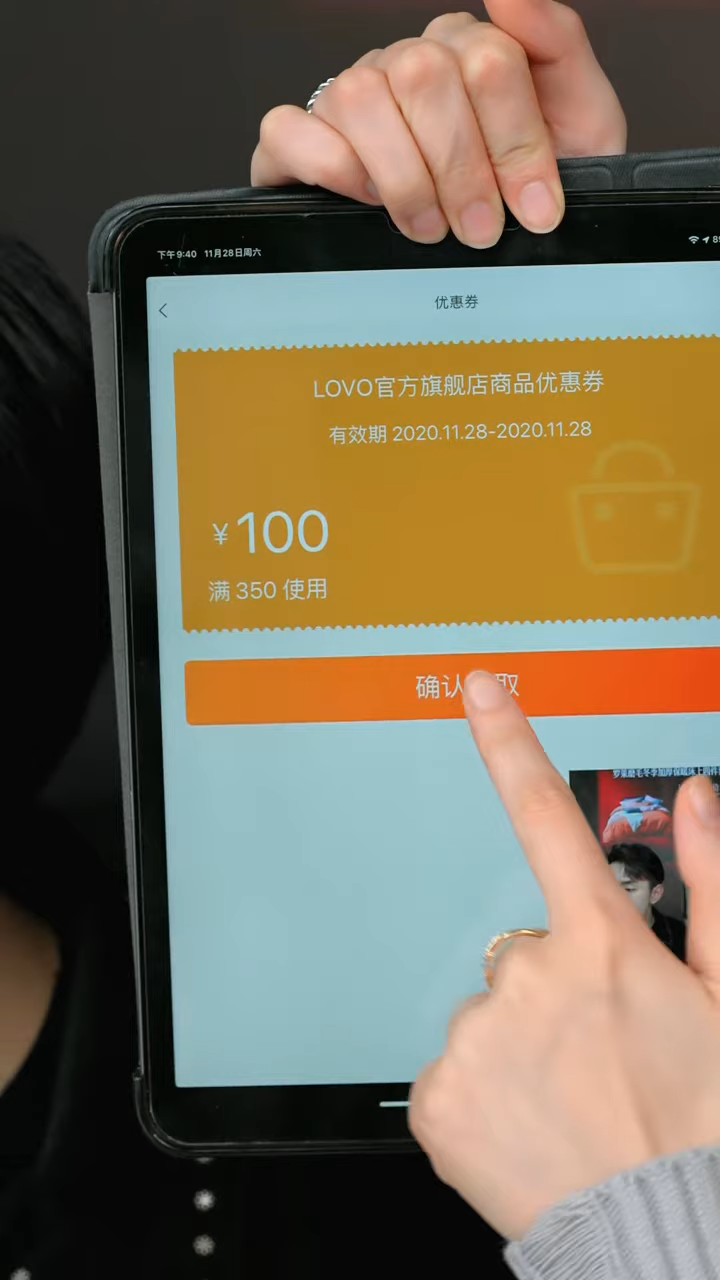 下午9:40 11月28日周六
优惠券
LOVO官方旗舰店商品优惠券
有效期 2020.11.28-2020.11.28
¥100
满 350 使用
确认 取